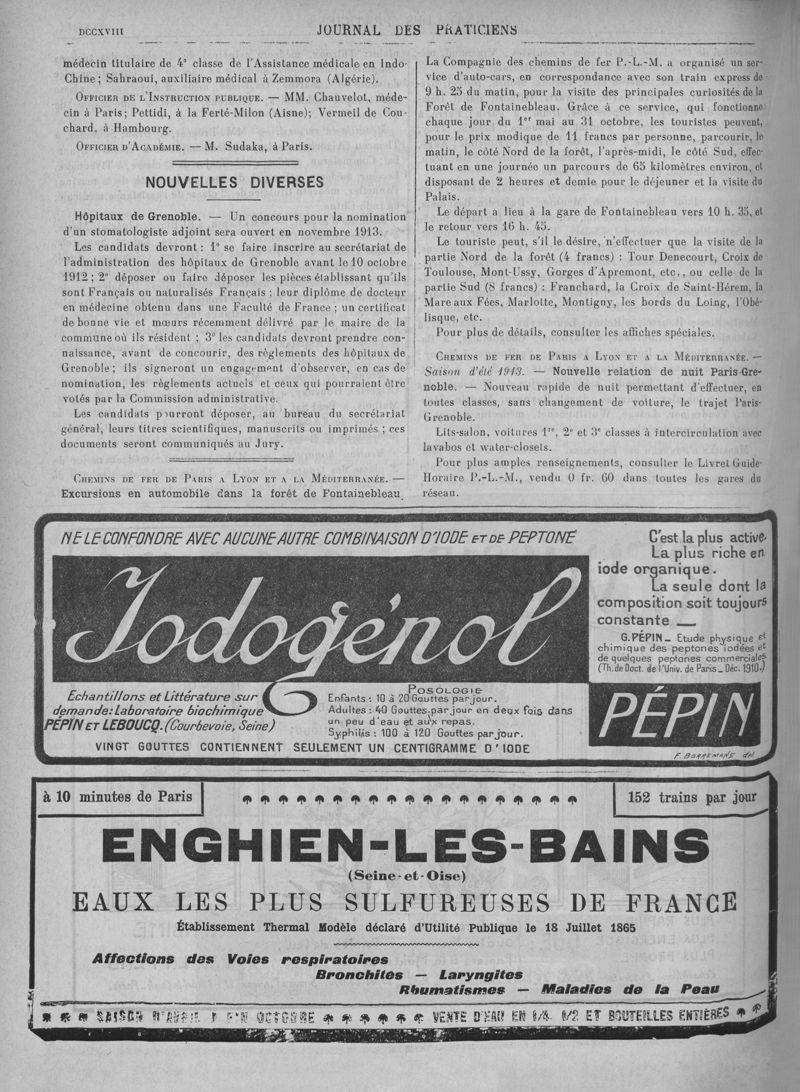 DCCXVIII
JOURNAL DES PRATICIENS
médecin titulaire de 4e classe de l'Assistance médicale en Indo-
Chine; Sahraoui, auxiliaire médical à Zemmora (Algérie).
Officier de l'Instruction publique. — MM. Chauvelot, méde-
cin à Paris; Pettidi, à la Ferté-Milon (Aisne); Vermeil de Con-
chard, à Hambourg.
Officier d'Académie. — M. Sudaka, à Paris.
NOUVELLES DIVERSES
Hôpitaux de Grenoble. — Un concours pour la nomination
d'un stomatologiste adjoint sera ouvert en novembre 1913.
Les candidats devront : 1° se faire inscrire au secrétariat de
l'administration des hôpitaux de Grenoble avant le 10 octobre
1912 ; 2° déposer ou faire déposer les pièces établissant qu'ils
sont Français ou naturalisés Français ; leur diplôme de docteur
en médecine obtenu dans une Faculté de France ; un certificat
de bonne vie et mœurs récemment délivré par le maire de la
commune où ils résident ; 3° les candidats devront prendre con-
naissance, avant de concourir, des règlements des hôpitaux de
Grenoble ; ils signeront un engagement d'observer, en cas de
nomination, les règlements actuels et ceux qui pourraient être
votés par la Commission administrative.
Les candidats pourront déposer, au bureau du secrétariat
général, leurs titres scientifiques, manuscrits ou imprimés ; ces
documents seront communiqués au Jury.
Chemins de fer de Paris a Lyon et a la Méditerranée. —
Excursions en automobile dans la forêt de Fontainebleau.
La Compagnie des chemins de fer P.-L.-M. a organisé un ser-
vice d'auto-cars, en correspondance avec son train express de
9 h. 25 du matin, pour la visite des principales curiosités de la
Forêt de Fontainebleau. Grâce à ce service, qui fonctionne
chaque jour du 1er mai au 31 octobre, les touristes peuvent,
pour le prix modique de 11 francs par personne, parcourir, le
matin, le côté Nord de la forêt, l'après-midi, le côté Sud, effec-
tuant en une journée un parcours de 65 kilomètres environ, et
disposant de 2 heures et demie pour le déjeuner et la visite du
Palais.
Le départ a lieu à la gare de Fontainebleau vers 10 h. 35, et
le retour vers 16 h. 45.
Le touriste peut, s'il le désire, n'effectuer que la visite de la
partie Nord de la forêt (4 francs) : Tour Denecourt, Croix de
Toulouse, Mont-Ussy, Gorges d'Apremont, etc., ou celle de la
partie Sud (8 francs) : Franchard, la Croix de Saint-Hérem, la
Mare aux Fées, Marlotte, Montigny, les bords du Loing, l'Obé-
lisque, etc.
Pour plus de détails, consulter les affiches spéciales.
Chemins de fer de Paris a Lyon et a la Méditerranée. —
Saison d'été 1913. — Nouvelle relation de nuit Paris-Gre-
noble. — Nouveau rapide de nuit permettant d'effectuer, en
toutes classes, sans changement de voiture, le trajet Paris-
Grenoble.
Lits-salon, voitures 1re, 2e et 3e classes à intercirculation avec
lavabos et water-closets.
Pour plus amples renseignements, consulter le Livret Guide-
Horaire P.-L.-M., vendu 0 fr. 60 dans toutes les gares du
réseau.
NE LE CONFONDRE AVEC AUCUNE AUTRE COMBINAISON D'IODE ET DE PEPTONE
Iodogénol
C'est la plus active.
La plus riche en
iode organique.
La seule dont la
composition soit toujours
constante —
G. PÉPIN — Etude physique et
chimique des peptones iodées et
de quelques peptones commerciales
(Th. de Doct. de l'Univ. de Paris — Déc. 1910.)
Echantillons et Littérature sur
demande: Laboratoire biochimique
PÉPIN ET LEBOUCQ. (Courbevoie, Seine)
POSOLOGIE
Enfants : 10 à 20 Gouttes par jour.
Adultes : 40 Gouttes par jour en deux fois dans
un peu d'eau et aux repas.
Syphilis : 100 à 120 Gouttes par jour.
VINGT GOUTTES CONTIENNENT SEULEMENT UN CENTIGRAMME D'IODE
PÉPIN
F. BORREMANS del.
à 10 minutes de Paris
152 trains par jour
ENGHIEN-LES-BAINS
(Seine-et-Oise)
EAUX LES PLUS SULFUREUSES DE FRANCE
Établissement Thermal Modèle déclaré d'Utilité Publique le 18 Juillet 1865
Affections des Voies respiratoires
Bronchites — Laryngites
Rhumatismes — Maladies de la Peau
SAISON D'AVRIL A FIN OCTOBRE
VENTE D'EAU EN 1/4, 1/2 ET BOUTEILLES ENTIÈRES